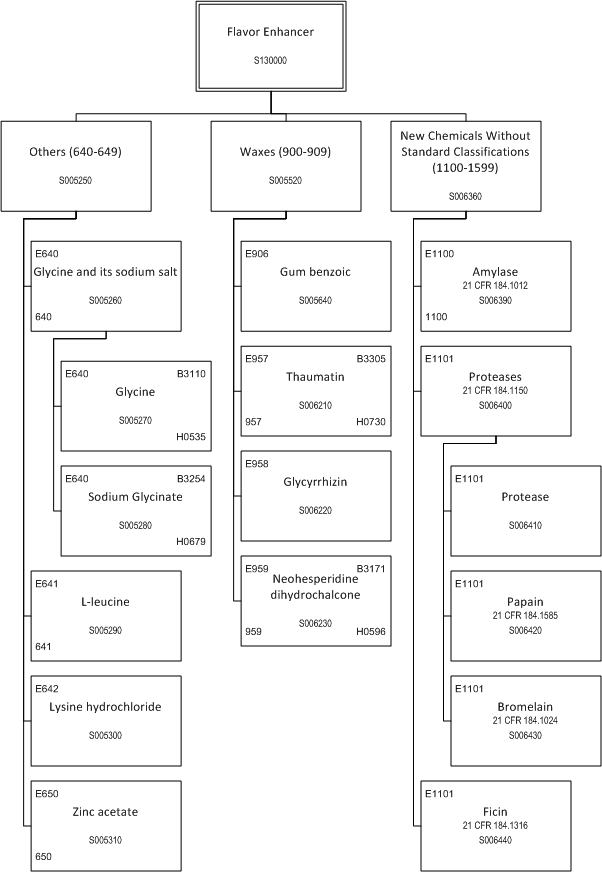 Flavor Enhancer
S130000
Others (640-649)
S005250
Waxes (900-909)
S005520
New Chemicals Without
Standard Classifications
(1100-1599)
S006360
E640
Glycine and its sodium salt
S005260
640
E640 B3110
Glycine
S005270
H0535
E640 B3254
Sodium Glycinate
S005280
H0679
E641
L-leucine
S005290
641
E642
Lysine hydrochloride
S005300
E650
Zinc acetate
S005310
650
E906
Gum benzoic
S005640
E957 B3305
Thaumatin
S006210
957 H0730
E958
Glycyrrhizin
S006220
E959 B3171
Neohesperidine
dihydrochalcone
S006230
959 H0596
E1100
Amylase
21 CFR 184.1012
S006390
1100
E1101
Proteases
21 CFR 184.1150
S006400
E1101
Protease
S006410
E1101
Papain
21 CFR 184.1585
S006420
E1101
Bromelain
21 CFR 184.1024
S006430
E1101
Ficin
21 CFR 184.1316
S006440